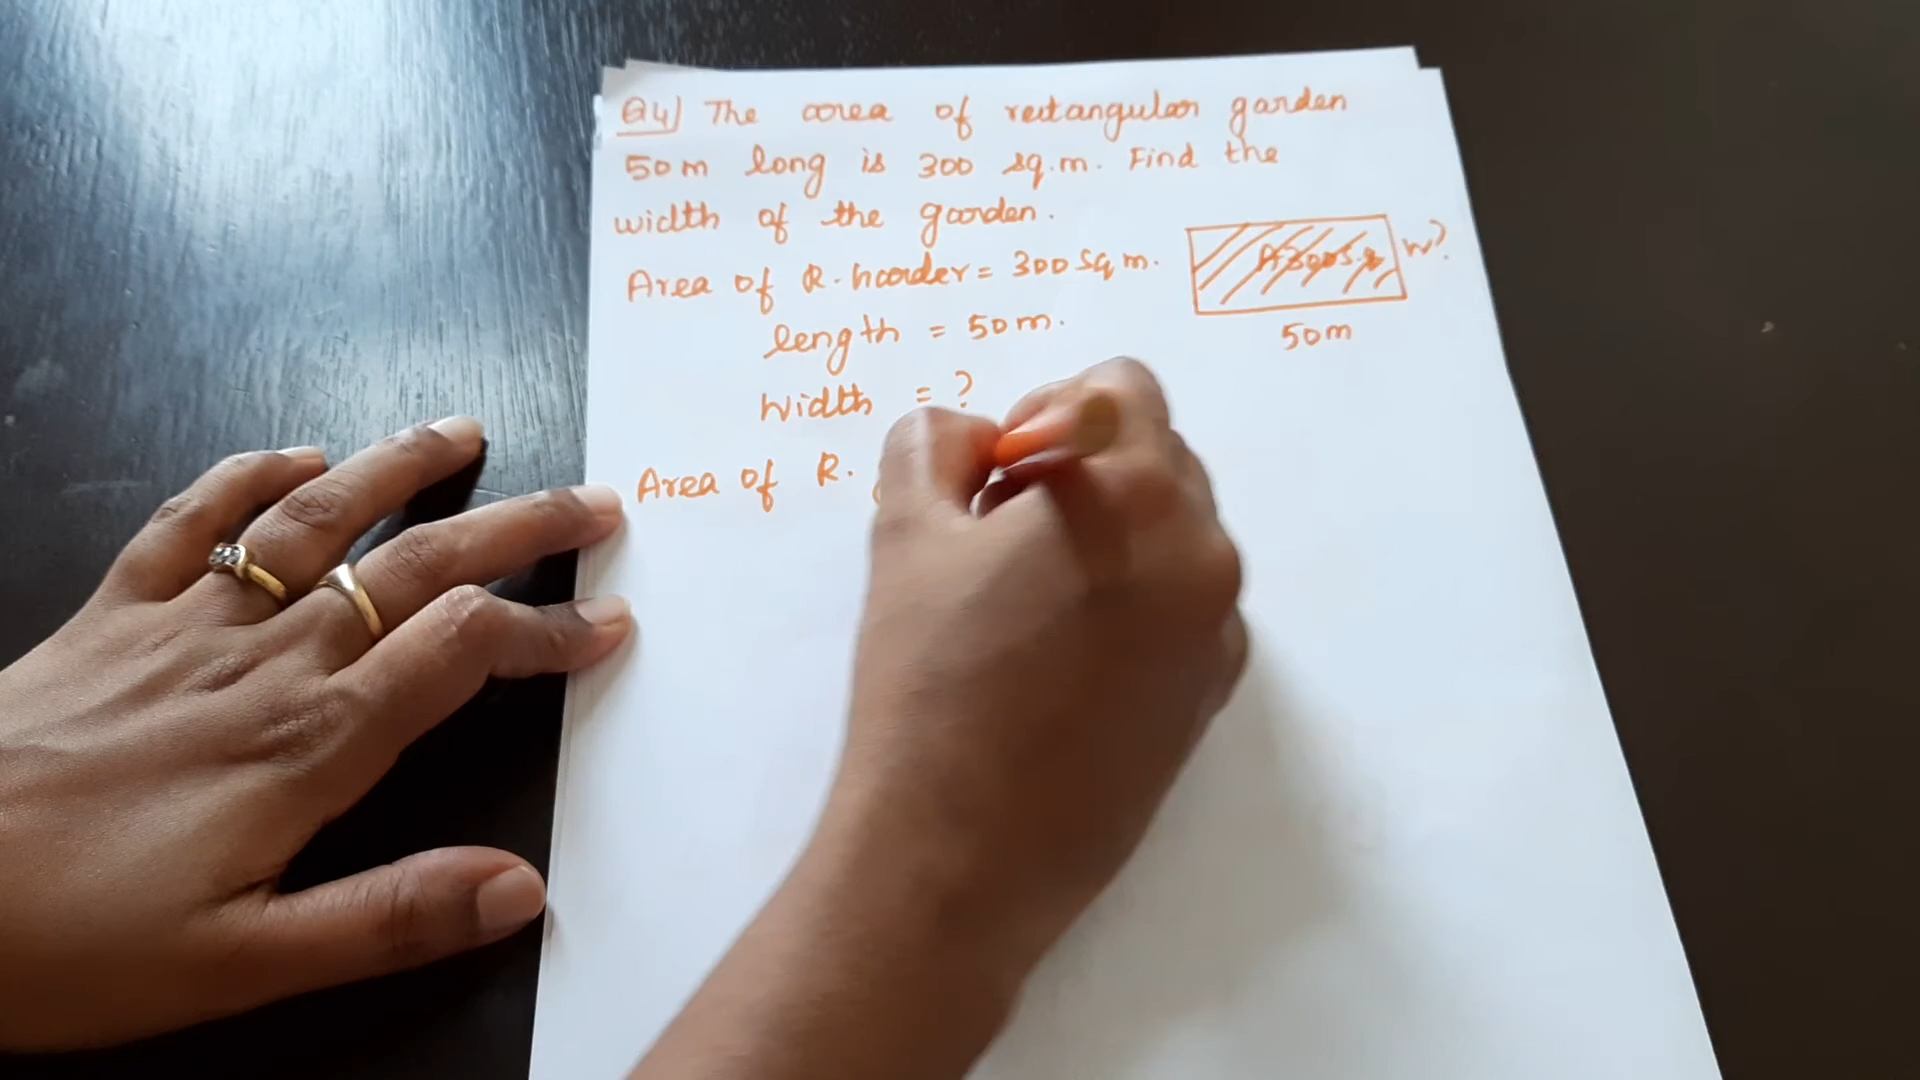 Q4) The area of rectangular garden
50m long is 300 sq.m. Find the
width of the garden.
Area of R. Garden = 300 sq m.
length = 50m.
Width = ?
A 300 S.q
W?
50m
Area of R.